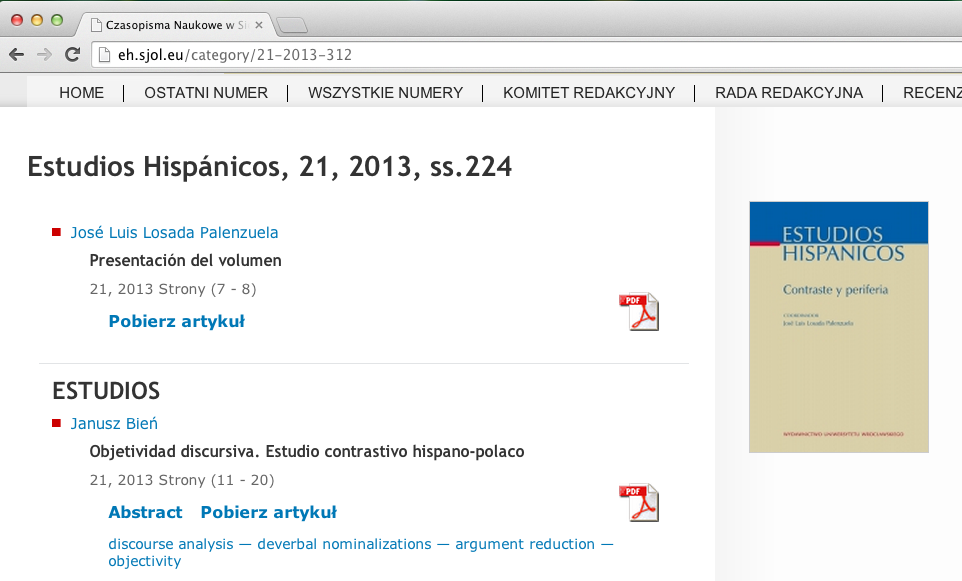 Czasopisma Naukowe w Si
eh.sjol.eu/category/21-2013-312
HOME | OSTATNI NUMER | WSZYSTKIE NUMERY | KOMITET REDAKCYJNY | RADA REDAKCYJNA | RECENZ
Estudios Hispánicos, 21, 2013, ss.224
José Luis Losada Palenzuela
Presentación del volumen
21, 2013 Strony (7 - 8)
Pobierz artykuł
PDF
ESTUDIOS
Janusz Bień
Objetividad discursiva. Estudio contrastivo hispano-polaco
21, 2013 Strony (11 - 20)
Abstract Pobierz artykuł
PDF
discourse analysis — deverbal nominalizations — argument reduction —
objectivity
ESTUDIOS
HISPANICOS
Contraste y periferia
COORDINADOR
José Luis Losada Palenzuela
WYDAWNICTWO UNIWERSYTETU WROCŁAWSKIEGO